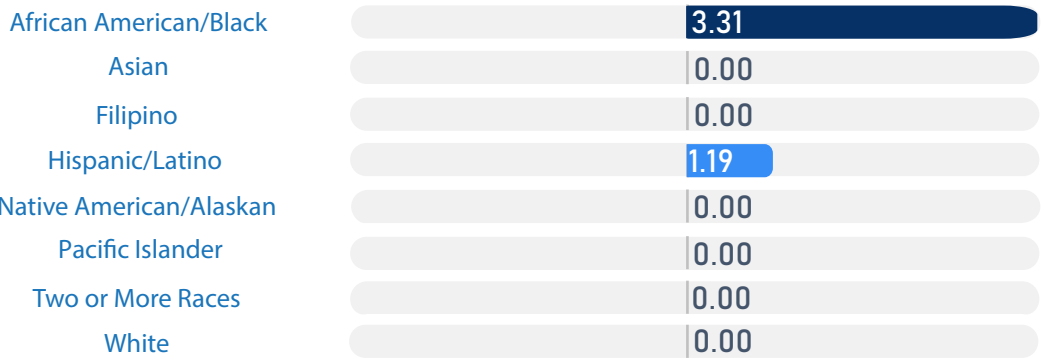 African American/Black 3.31
Asian 0.00
Filipino 0.00
Hispanic/Latino 1.19
Native American/Alaskan 0.00
Pacific Islander 0.00
Two or More Races 0.00
White 0.00